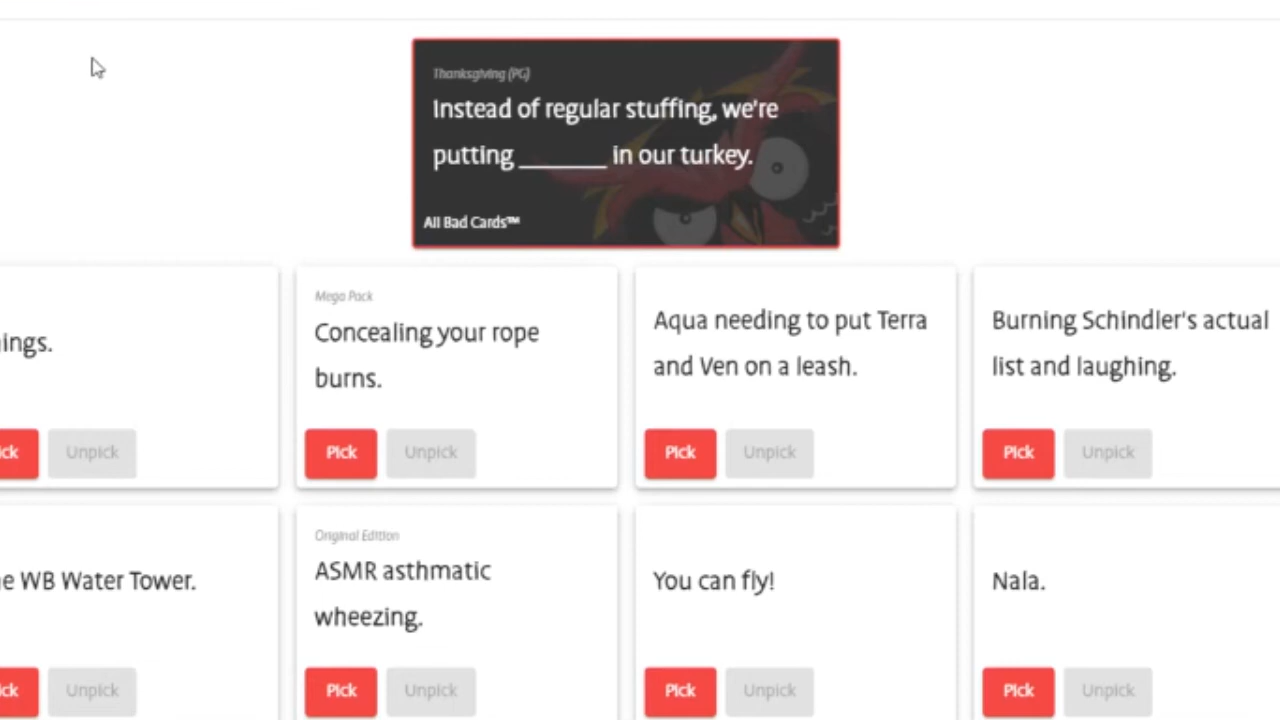 Thanksgiving (PG)
Instead of regular stuffing, we're
putting _______ in our turkey.
All Bad Cards™
Mega Pack
Concealing your rope
burns.
Aqua needing to put Terra
and Ven on a leash.
Burning Schindler's actual
list and laughing.
Unpick
Pick
Unpick
Pick
Unpick
Pick
Unpick
WB Water Tower.
Original Edition
ASMR asthmatic
wheezing.
You can fly!
Nala.
Unpick
Pick
Unpick
Pick
Unpick
Pick
Unpick